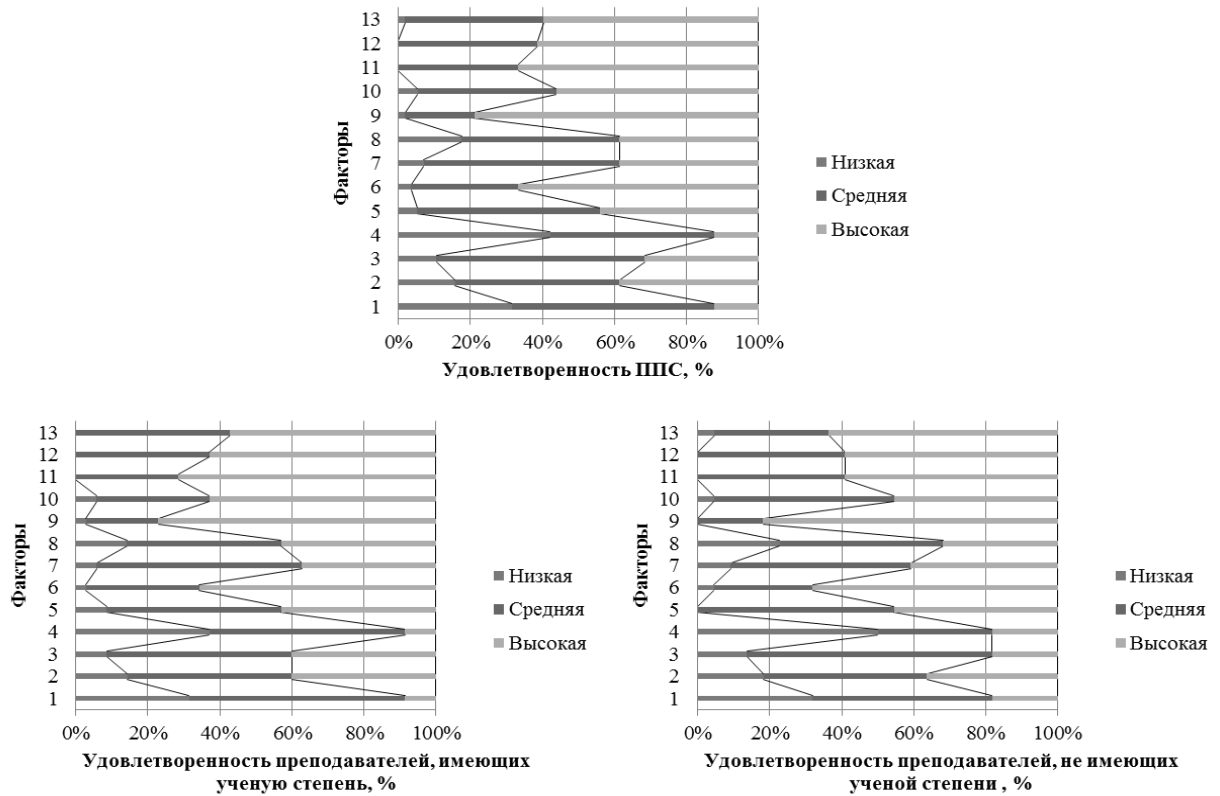 13
12
11
10
9
8
7
6
5
4
3
2
1
Факторы
0% 20% 40% 60% 80% 100%
Удовлетворенность ППС, %
Низкая
Средняя
Высокая
13
12
11
10
9
8
7
6
5
4
3
2
1
Факторы
0% 20% 40% 60% 80% 100%
Удовлетворенность преподавателей, имеющих
ученую степень, %
Низкая
Средняя
Высокая
13
12
11
10
9
8
7
6
5
4
3
2
1
Факторы
0% 20% 40% 60% 80% 100%
Удовлетворенность преподавателей, не имеющих
ученой степени , %
Низкая
Средняя
Высокая